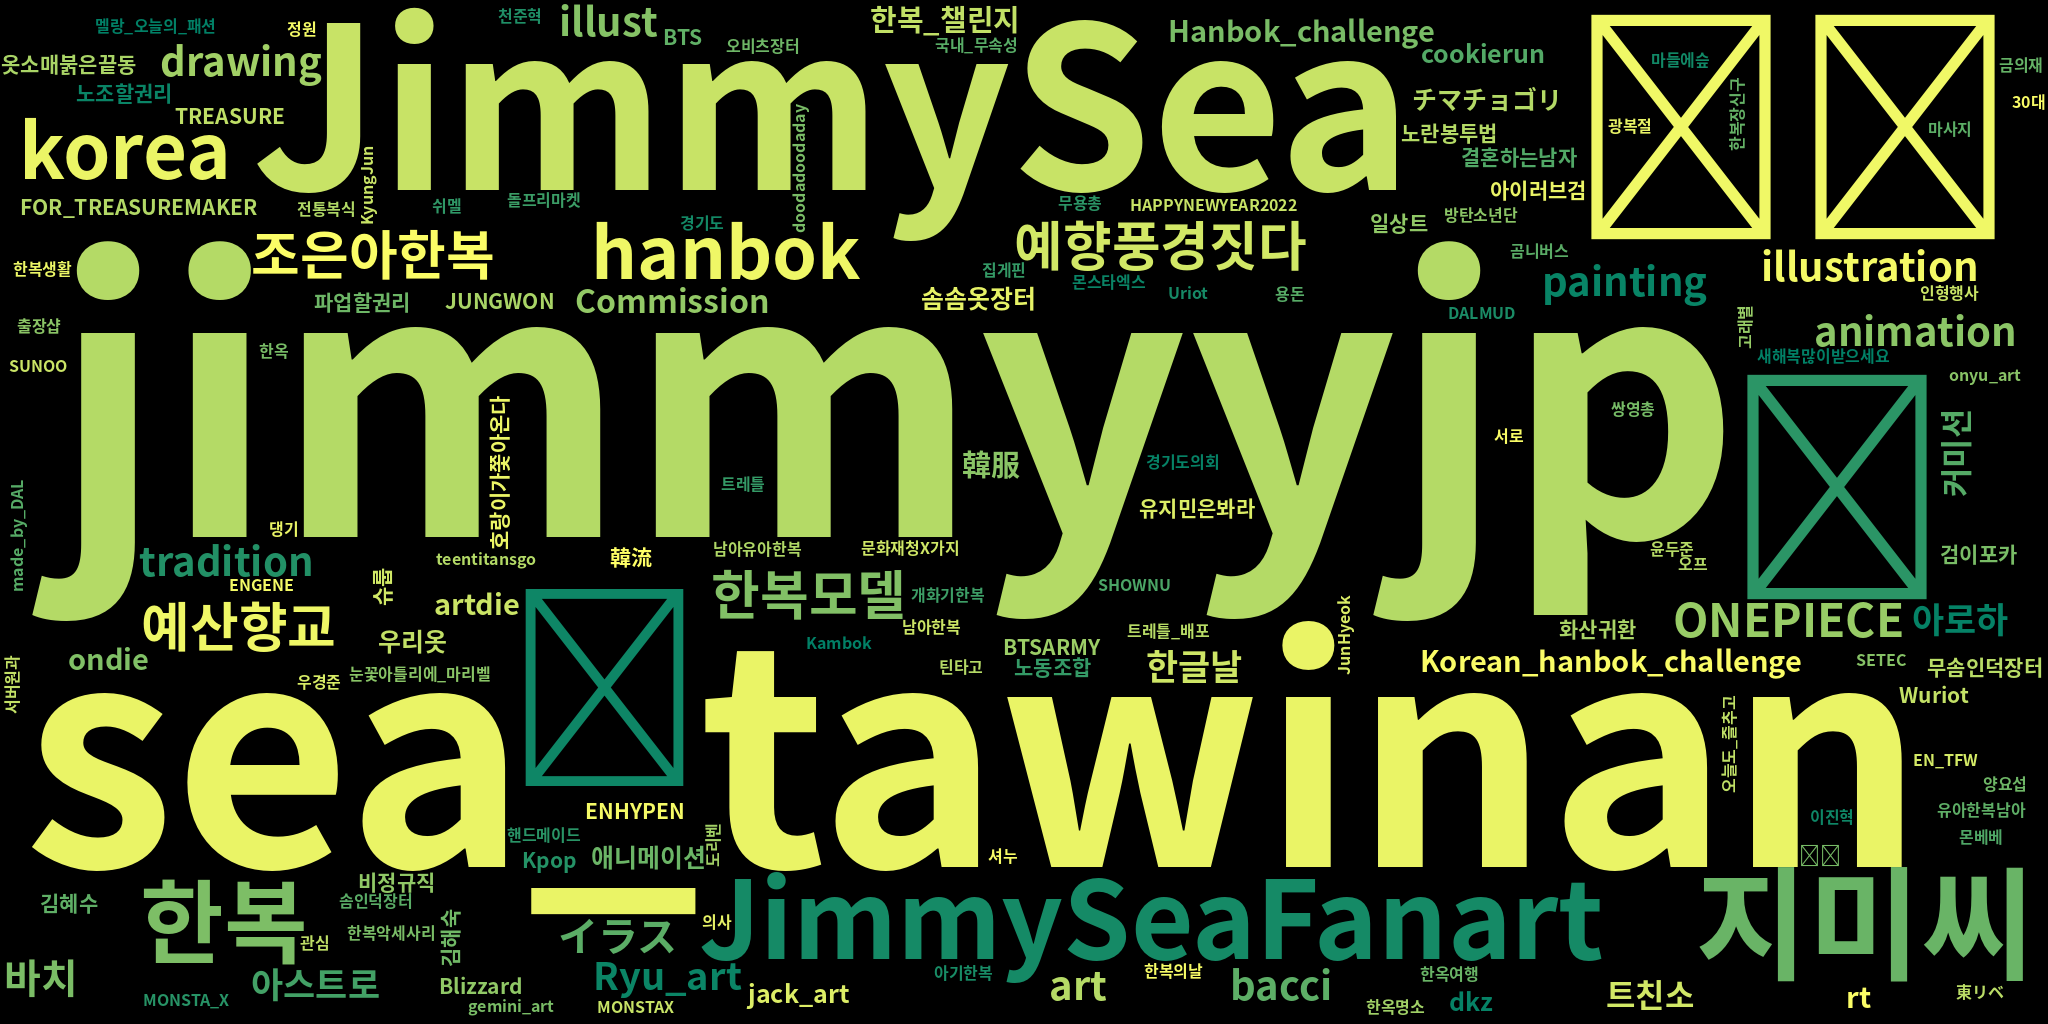 멜랑_오늘의_패션
정원
천준혁
illust
BTS
오비츠장터
한복_챌린지
국내_무속성
Hanbok_challenge
cookierun
옷소매붉은끝동
drawing
노조할권리
TREASURE
JimmySea
チマチョゴリ
노란봉투법
결혼하는남자
아이러브검
마들에숲
광복절
한복장신구
마사지
금의재
30대
korea
KyungJun
doodadoodaday
FOR_TREASUREMAKER
전통복식
쉬멜
돌프리마켓
경기도
무용총
HAPPYNEWYEAR2022
일상트
방탄소년단
곰니버스
한복생활
조은아한복
hanbok
예향풍경짓다
집게핀
몬스타엑스
Uriot
용돈
painting
illustration
인형행사
파업할권리
JUNGWON
Commission
솜솜옷장터
DALMUD
고래별
animation
새해복많이받으세요
onyu_art
출장샵
SUNOO
한옥
jimmyyjp
쌍영총
서로
오랑이가쫓아온다
트레틀
韓服
경기도의회
유지민은봐라
커미션
made_by_DAL
댕기
tradition
ENGENE
teentitansgo
韓流
남아유아한복
문화재청X가지
윤두준
오프
검이포카
슈륩
artdie
한복모델
개화기한복
SHOWNU
JunHyeok
예산향교
우리옷
남아한복
Kambok
BTSARMY
트레틀_배포
노동조합
화산귀환
ONEPIECE
아로하
ondie
눈꽃아틀리에_마리벨
우경준
틴타고
한글날
Korean_hanbok_challenge
SETEC
무솜인덕장터
Wuriot
서버원과
sea
tawinan
오늘도_줄추고
EN_TFW
양요섭
유아한복남아
몬베베
이진혁
ENHYPEN
핸드메이드
Kpop
애니메이션
도리벤
셔누
김혜수
한복
비정규직
솜인덕장터
한복악세사리
관심
김해숙
ー
イラス
의사
JimmySeaFanart
지미씨
바치
MONSTA_X
아스트로
Blizzard
gemini_art
Ryu_art
MONSTAX
jack_art
아기한복
art
한복의날
bacci
한옥여행
한옥명소
dkz
트친소
rt
東リベ